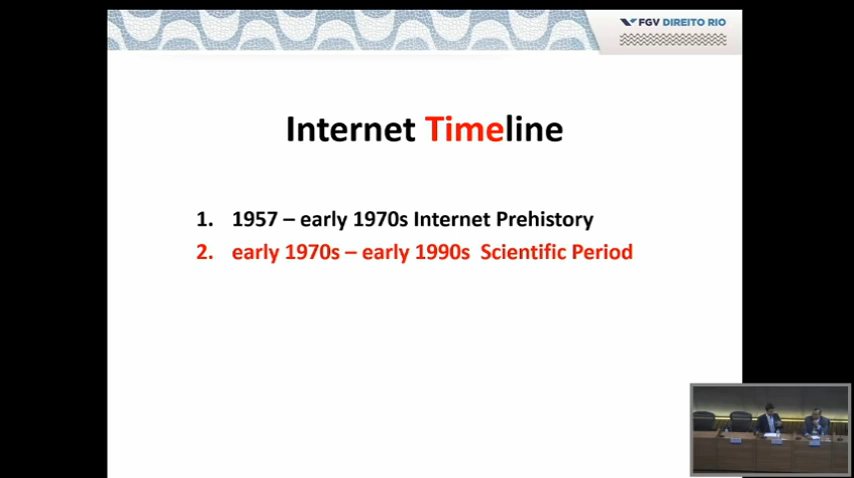 FGV DIREITO RIO
Internet Timeline
1. 1957 – early 1970s Internet Prehistory
2. early 1970s – early 1990s Scientific Period